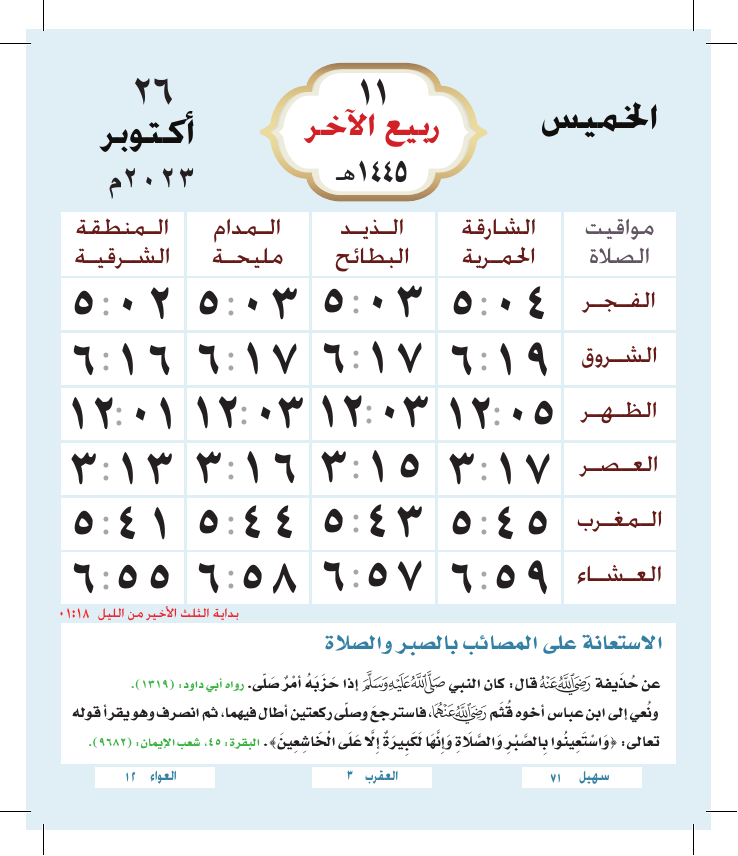 الخميس
١١
ربيع الآخر
١٤٤٥هـ
٢٦
أكتوبر
٢٠٢٣م
مواقيت الصلاة | الشارقة الحمرية | الذيد البطائح | المدام مليحة | المنطقة الشرقية
الفجر ٥:٠٤ ٥:٠٣ ٥:٠٣ ٥:٠٢
الشروق ٦:١٩ ٦:١٧ ٦:١٧ ٦:١٦
الظهر ١٢:٠٥ ١٢:٠٣ ١٢:٠٣ ١٢:٠١
العصر ٣:١٧ ٣:١٥ ٣:١٦ ٣:١٣
المغرب ٥:٤٥ ٥:٤٣ ٥:٤٤ ٥:٤١
العشاء ٦:٥٩ ٦:٥٧ ٦:٥٨ ٦:٥٥
بداية الثلث الأخير من الليل ٠١:١٨
الاستعانة على المصائب بالصبر والصلاة
عن حُذَيفة رَضِيَ اللَّهُ عَنْهُ قال: كان النبي صَلَّى اللَّهُ عَلَيْهِ وَسَلَّمَ إذا حَزَبَهُ أمْرٌ صَلّى. رواه أبي داود: (١٣١٩).
ونُعي إلى ابن عباس أخوه قُثَم رَضِيَ اللَّهُ عَنْهُمَا، فاسترجعَ وصلّى ركعتين أطال فيهما، ثم انصرف وهو يقرأ قوله
تعالى: ﴿وَاسْتَعِينُوا بِالصَّبْرِ وَالصَّلَاةِ وَإِنَّهَا لَكَبِيرَةٌ إِلَّا عَلَى الْخَاشِعِينَ﴾. البقرة: ٤٥، شعب الإيمان: (٩٦٨٢).
سهيل ٧١
العقرب ٣
العواء ١٢